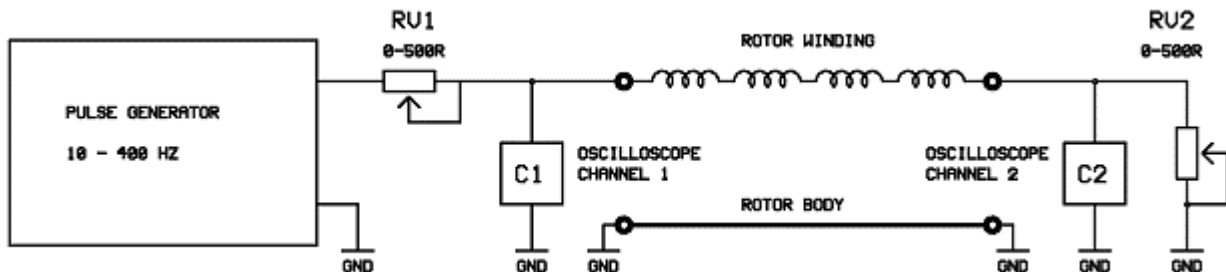 RV1
0-500R
RV2
0-500R
ROTOR WINDING
PULSE GENERATOR
10 - 400 HZ
C1
OSCILLOSCOPE
CHANNEL 1
OSCILLOSCOPE
CHANNEL 2
C2
ROTOR BODY
GND
GND
GND
GND
GND
GND